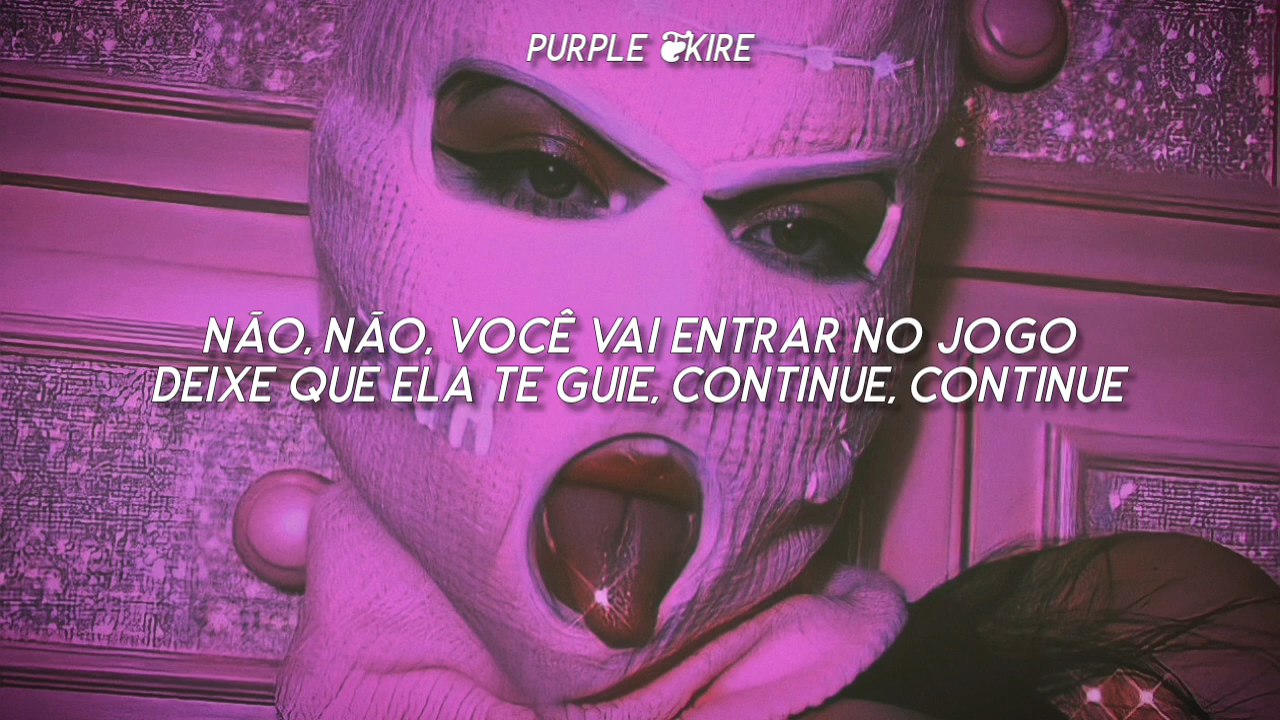 PURPLE ❦KIRE
NÃO, NÃO, VOCÊ VAI ENTRAR NO JOGO
DEIXE QUE ELA TE GUIE, CONTINUE, CONTINUE